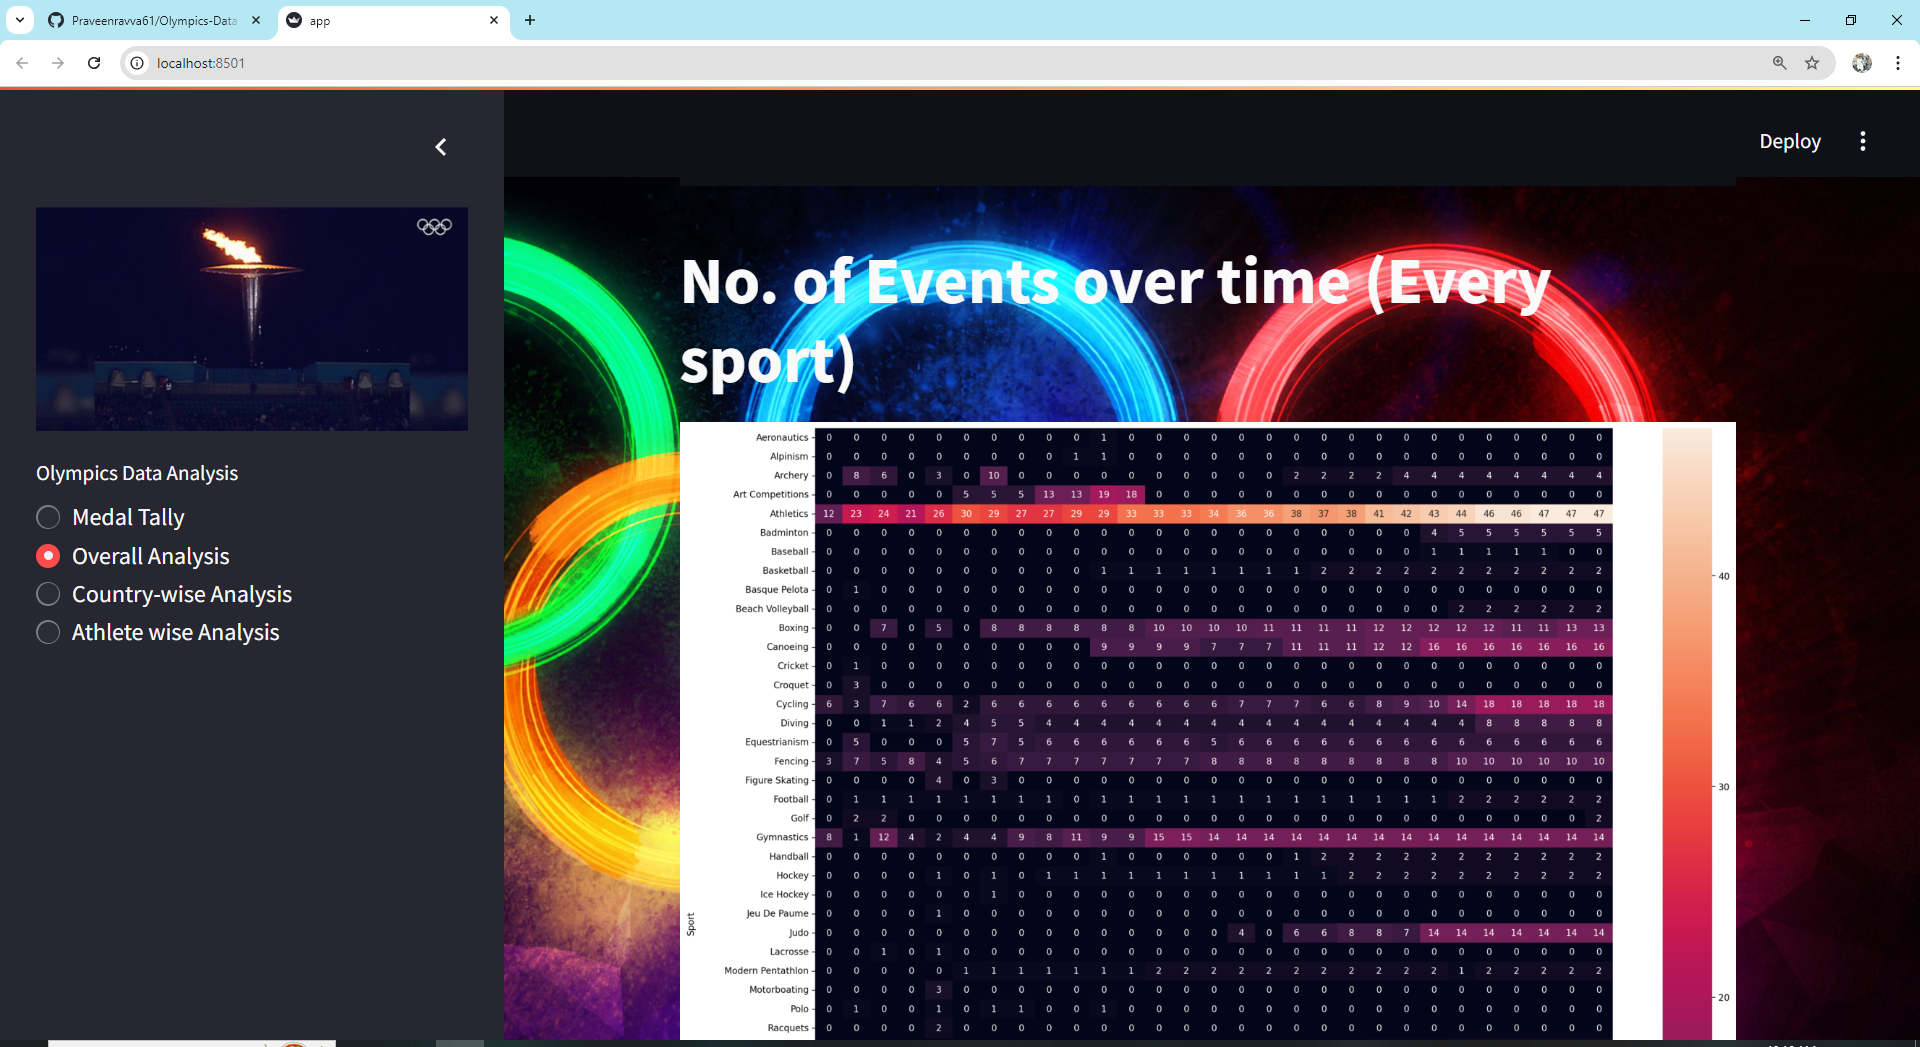 Praveenravva61/Olympics-Data
app
localhost:8501
Deploy
Olympics Data Analysis
Medal Tally
Overall Analysis
Country-wise Analysis
Athlete wise Analysis
No. of Events over time (Every
sport)
Aeronautics 0 0 0 0 0 0 0 0 0 0 1 0 0 0 0 0 0 0 0 0 0 0 0 0 0 0 0 0 0
Alpinism 0 0 0 0 0 0 0 0 0 1 1 0 0 0 0 0 0 0 0 0 0 0 0 0 0 0 0 0 0
Archery 0 8 6 0 3 0 10 0 0 0 0 0 0 0 0 0 0 2 2 2 2 4 4 4 4 4 4 4 4
Art Competitions 0 0 0 0 0 5 5 5 13 13 19 18 0 0 0 0 0 0 0 0 0 0 0 0 0 0 0 0 0
Athletics 12 23 24 21 26 30 29 27 27 29 29 33 33 33 34 36 36 38 37 38 41 42 43 44 46 46 47 47 47
Badminton 0 0 0 0 0 0 0 0 0 0 0 0 0 0 0 0 0 0 0 0 0 0 4 5 5 5 5 5 5
Baseball 0 0 0 0 0 0 0 0 0 0 0 0 0 0 0 0 0 0 0 0 0 0 1 1 1 1 1 0 0
Basketball 0 0 0 0 0 0 0 0 0 0 1 1 1 1 1 1 1 1 2 2 2 2 2 2 2 2 2 2 2
Basque Pelota 0 1 0 0 0 0 0 0 0 0 0 0 0 0 0 0 0 0 0 0 0 0 0 0 0 0 0 0 0
Beach Volleyball 0 0 0 0 0 0 0 0 0 0 0 0 0 0 0 0 0 0 0 0 0 0 0 2 2 2 2 2 2
Boxing 0 0 7 0 5 0 8 8 8 8 8 8 10 10 10 10 11 11 11 11 12 12 12 12 12 11 11 13 13
Canoeing 0 0 0 0 0 0 0 0 0 0 9 9 9 9 7 7 7 11 11 11 12 12 16 16 16 16 16 16 16
Cricket 0 1 0 0 0 0 0 0 0 0 0 0 0 0 0 0 0 0 0 0 0 0 0 0 0 0 0 0 0
Croquet 0 3 0 0 0 0 0 0 0 0 0 0 0 0 0 0 0 0 0 0 0 0 0 0 0 0 0 0 0
Cycling 6 3 7 6 6 2 6 6 6 6 6 6 6 6 6 7 7 7 6 6 8 9 10 14 18 18 18 18 18
Diving 0 0 1 1 2 4 5 5 4 4 4 4 4 4 4 4 4 4 4 4 4 4 4 4 8 8 8 8 8
Equestrianism 0 5 0 0 0 5 7 5 6 6 6 6 6 6 5 6 6 6 6 6 6 6 6 6 6 6 6 6 6
Fencing 3 7 5 8 4 5 6 7 7 7 7 7 7 7 8 8 8 8 8 8 8 8 8 10 10 10 10 10 10
Figure Skating 0 0 0 0 4 0 3 0 0 0 0 0 0 0 0 0 0 0 0 0 0 0 0 0 0 0 0 0 0
Football 0 1 1 1 1 1 1 1 1 0 1 1 1 1 1 1 1 1 1 1 1 1 1 2 2 2 2 2 2
Golf 0 2 2 0 0 0 0 0 0 0 0 0 0 0 0 0 0 0 0 0 0 0 0 0 0 0 0 0 2
Gymnastics 8 1 12 4 2 4 4 9 8 11 9 9 15 15 14 14 14 14 14 14 14 14 14 14 14 14 14 14 14
Handball 0 0 0 0 0 0 0 0 0 0 1 0 0 0 0 0 0 1 2 2 2 2 2 2 2 2 2 2 2
Hockey 0 0 0 0 1 0 1 0 1 1 1 1 1 1 1 1 1 1 1 2 2 2 2 2 2 2 2 2 2
Ice Hockey 0 0 0 0 0 0 1 0 0 0 0 0 0 0 0 0 0 0 0 0 0 0 0 0 0 0 0 0 0
Jeu De Paume 0 0 0 0 1 0 0 0 0 0 0 0 0 0 0 0 0 0 0 0 0 0 0 0 0 0 0 0 0
Judo 0 0 0 0 0 0 0 0 0 0 0 0 0 0 0 4 0 6 6 8 8 7 14 14 14 14 14 14 14
Lacrosse 0 0 1 0 1 0 0 0 0 0 0 0 0 0 0 0 0 0 0 0 0 0 0 0 0 0 0 0 0
Modern Pentathlon 0 0 0 0 0 1 1 1 1 1 1 1 2 2 2 2 2 2 2 2 2 2 2 1 2 2 2 2 2
Motorboating 0 0 0 0 3 0 0 0 0 0 0 0 0 0 0 0 0 0 0 0 0 0 0 0 0 0 0 0 0
Polo 0 1 0 0 1 0 1 1 0 0 1 0 0 0 0 0 0 0 0 0 0 0 0 0 0 0 0 0 0
Racquets 0 0 0 0 2 0 0 0 0 0 0 0 0 0 0 0 0 0 0 0 0 0 0 0 0 0 0 0 0
Sport
40
30
20